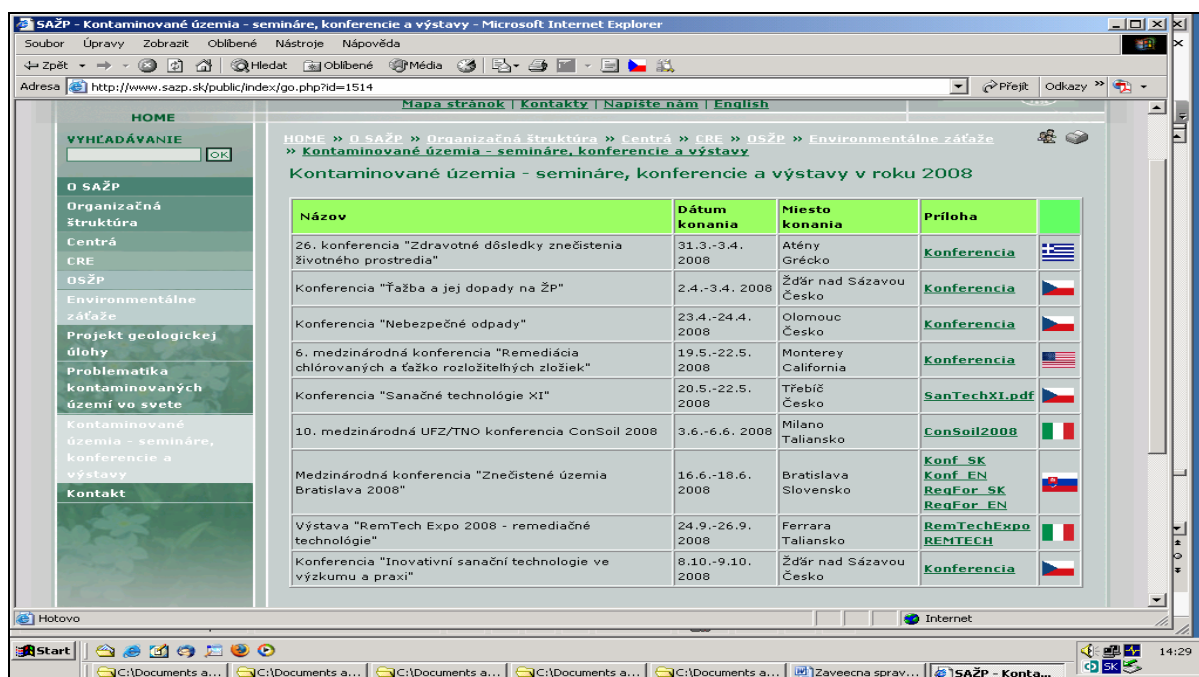 SAŽP - Kontaminované územia - semináre, konferencie a výstavy - Microsoft Internet Explorer
Soubor Úpravy Zobrazit Oblíbené Nástroje Nápověda
Zpět Hledat Oblíbené Média
Adresa http://www.sazp.sk/public/index/go.php?id=1514 Přejít Odkazy »
Mapa stránok | Kontakty | Napíšte nám | English
HOME
VYHĽADÁVANIE
OK
O SAŽP
Organizačná
štruktúra
Centrá
CRE
OSŽP
Environmentálne
záťaže
Projekt geologickej
úlohy
Problematika
kontaminovaných
území vo svete
Kontaminované
územia - semináre,
konferencie a
výstavy
Kontakt
HOME » O SAŽP » Organizačná štruktúra » Centrá » CRE » OSŽP » Environmentálne záťaže
» Kontaminované územia - semináre, konferencie a výstavy
Kontaminované územia - semináre, konferencie a výstavy v roku 2008
Názov Dátum konania Miesto konania Príloha
26. konferencia "Zdravotné dôsledky znečistenia 31.3.-3.4. Atény Konferencia
životného prostredia" 2008 Grécko
Konferencia "Ťažba a jej dopady na ŽP" 2.4.-3.4. 2008 Žďár nad Sázavou Konferencia
Česko
Konferencia "Nebezpečné odpady" 23.4.-24.4. Olomouc Konferencia
2008 Česko
6. medzinárodná konferencia "Remediácia 19.5.-22.5. Monterey Konferencia
chlórovaných a ťažko rozložiteľných zložiek" 2008 California
Konferencia "Sanačné technológie XI" 20.5.-22.5. Třebíč SanTechXI.pdf
2008 Česko
10. medzinárodná UFZ/TNO konferencia ConSoil 2008 3.6.-6.6. 2008 Milano ConSoil2008
Taliansko
Medzinárodná konferencia "Znečistené územia 16.6.-18.6. Bratislava Konf_SK
Bratislava 2008" 2008 Slovensko Konf_EN
RegFor_SK
RegFor_EN
Výstava "RemTech Expo 2008 - remediačné 24.9.-26.9. Ferrara RemTechExpo
technológie" 2008 Taliansko REMTECH
Konferencia "Inovativní sanační technologie ve 8.10.-9.10. Žďár nad Sázavou Konferencia
výzkumu a praxi" 2008 Česko
Hotovo Internet
Start SK 14:29
C:\Documents a... C:\Documents a... C:\Documents a... C:\Documents a... C:\Documents a... Zaveecna sprav... SAŽP - Konta...